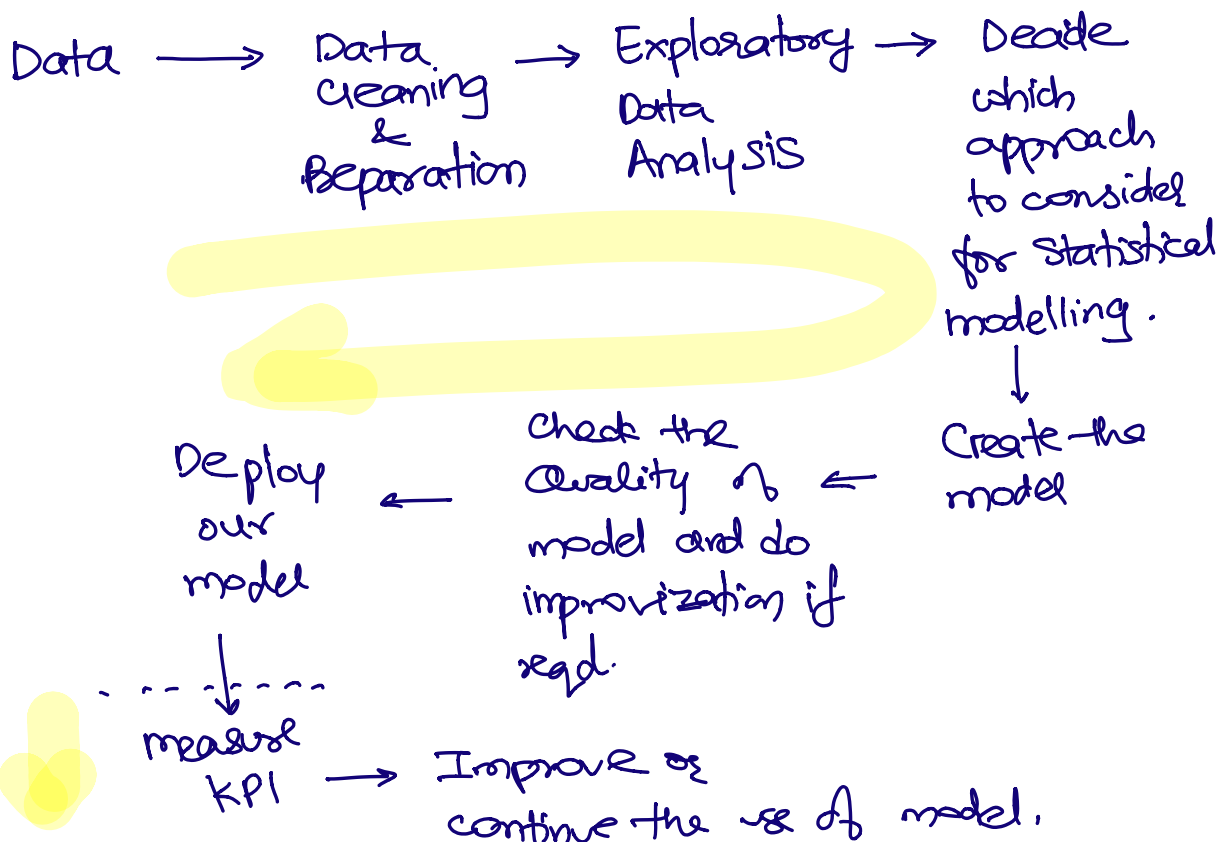 Data
Data
Cleaning
&
Preparation
Exploratory
Data
Analysis
Decide
which
approach
to consider
for Statistical
modelling.
Create the
model
Check the
Quality of
model and do
improvization if
reqd.
Deploy
our
model
measure
KPI
Improve or
continue the use of model.